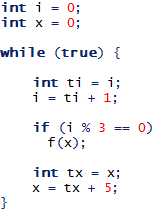 int i = 0;
int x = 0;
while (true) {
int ti = i;
i = ti + 1;
if (i % 3 == 0)
f(x);
int tx = x;
x = tx + 5;
}